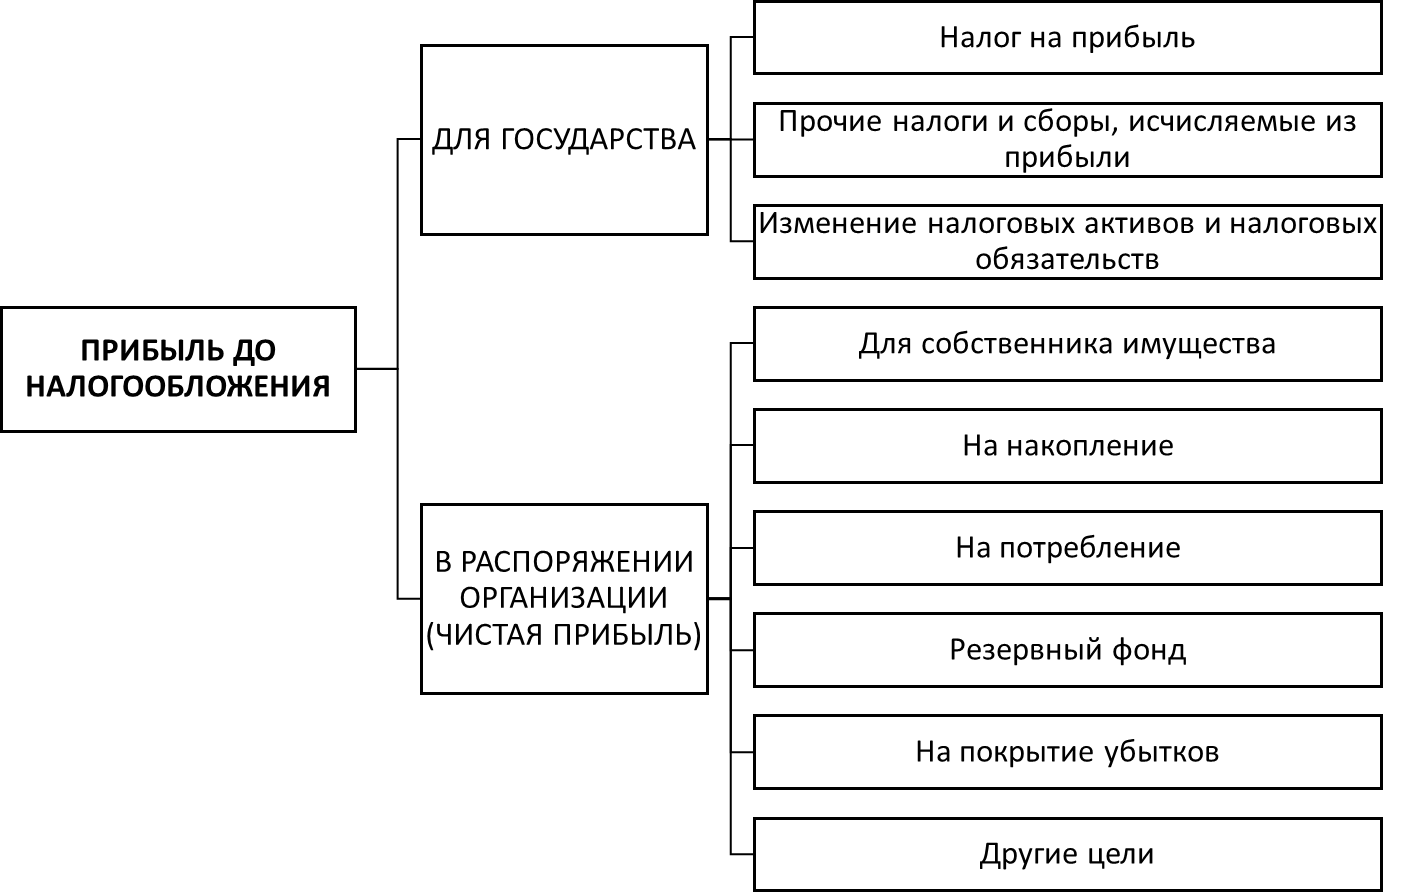 ПРИБЫЛЬ ДО
НАЛОГООБЛОЖЕНИЯ
ДЛЯ ГОСУДАРСТВА
Налог на прибыль
Прочие налоги и сборы, исчисляемые из
прибыли
Изменение налоговых активов и налоговых
обязательств
В РАСПОРЯЖЕНИИ
ОРГАНИЗАЦИИ
(ЧИСТАЯ ПРИБЫЛЬ)
Для собственника имущества
На накопление
На потребление
Резервный фонд
На покрытие убытков
Другие цели